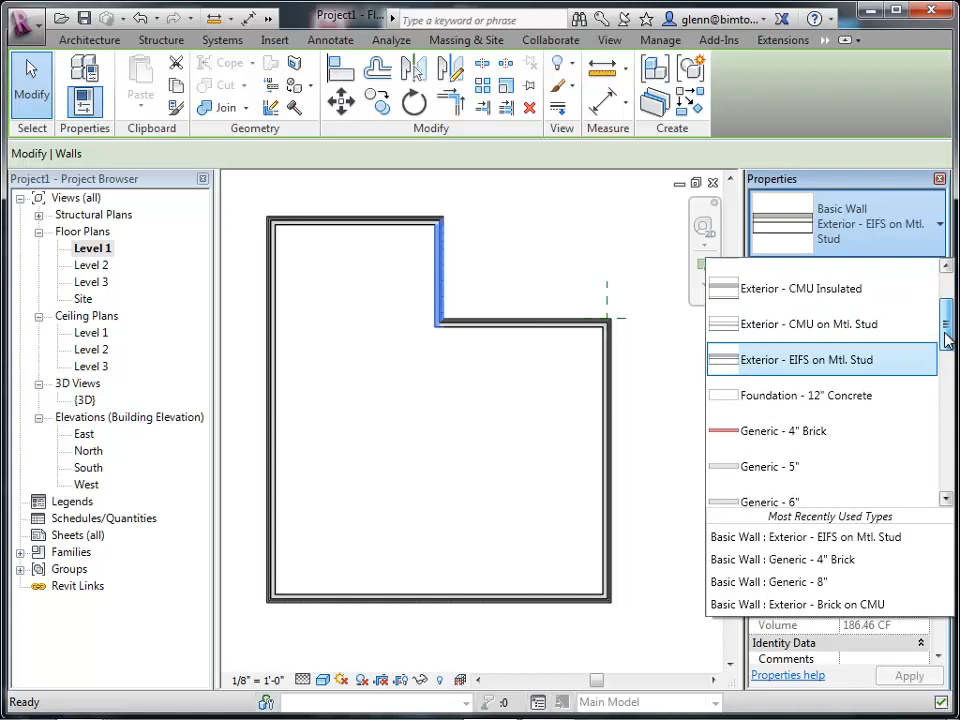 Project1 - Fl...
Type a keyword or phrase
glenn@bimto...
Architecture
Structure
Systems
Insert
Annotate
Analyze
Massing & Site
Collaborate
View
Manage
Add-Ins
Extensions
Modify
Paste
Cope
Cut
Join
Select
Properties
Clipboard
Geometry
Modify
View
Measure
Create
Modify | Walls
Project1 - Project Browser
Views (all)
Structural Plans
Floor Plans
Level 1
Level 2
Level 3
Site
Ceiling Plans
Level 1
Level 2
Level 3
3D Views
{3D}
Elevations (Building Elevation)
East
North
South
West
Legends
Schedules/Quantities
Sheets (all)
Families
Groups
Revit Links
2D
Properties
Basic Wall
Exterior - EIFS on Mtl.
Stud
Exterior - CMU Insulated
Exterior - CMU on Mtl. Stud
Exterior - EIFS on Mtl. Stud
Foundation - 12" Concrete
Generic - 4" Brick
Generic - 5"
Generic - 6"
Most Recently Used Types
Basic Wall : Exterior - EIFS on Mtl. Stud
Basic Wall : Generic - 4" Brick
Basic Wall : Generic - 8"
Basic Wall : Exterior - Brick on CMU
Volume 186.46 CF
Identity Data
Comments
Properties help
Apply
1/8" = 1'-0"
Ready
:0
Main Model